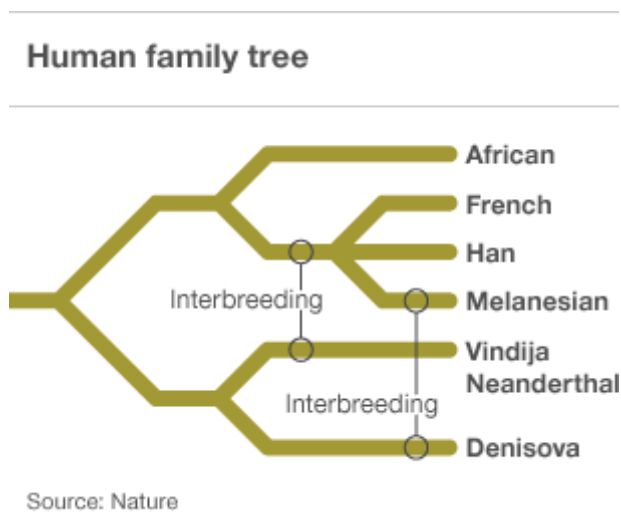 Human family tree
African
French
Han
Interbreeding
Melanesian
Vindija
Neanderthal
Interbreeding
Denisova
Source: Nature